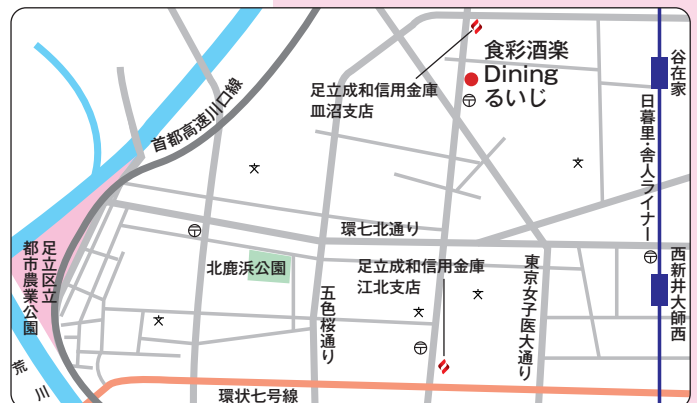 首都高速川口線
足立成和信用金庫
皿沼支店
食彩酒楽
Dining
るいじ
谷在家
日暮里・舎人ライナー
環七北通り
足立区立
都市農業公園
北鹿浜公園
足立成和信用金庫
江北支店
五色桜通り
東京女子医大通り
西新井大師西
荒川
環状七号線